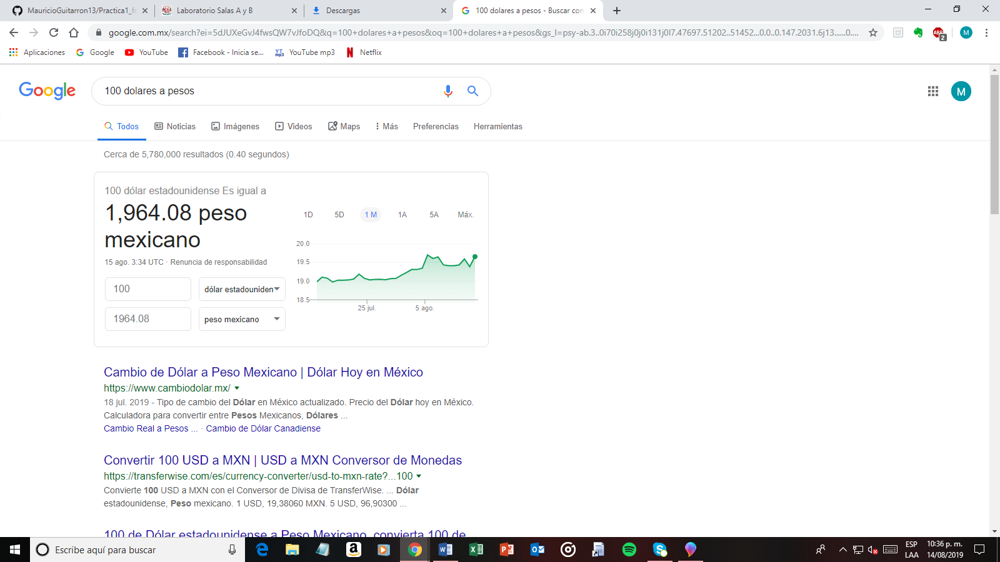 MauricioGuitarron13/Practica1_fo
Laboratorio Salas A y B
Descargas
100 dolares a pesos - Buscar con
google.com.mx/search?ei=5dJUXeGvJ4fwsQW7vJfoDQ&q=100+dolares+a+pesos&oq=100+dolares+a+pesos&gs_l=psy-ab.3..0i70i258j0j0i131j0l7.47697.51202..51452...0.0..0.147.2031.6j13......0....
ABP
2
M
Aplicaciones
Google
YouTube
Facebook - Inicia se...
YT mp3
YouTube mp3
Netflix
Google
100 dolares a pesos
M
Todos
Noticias
Imágenes
Videos
Maps
Más
Preferencias
Herramientas
Cerca de 5,780,000 resultados (0.40 segundos)
100 dólar estadounidense Es igual a
1,964.08 peso
mexicano
15 ago. 3:34 UTC · Renuncia de responsabilidad
100
dólar estadouniden
1964.08
peso mexicano
1D
5D
1 M
1A
5A
Máx.
20.0
19.5
19.0
18.5
25 jul.
5 ago.
Cambio de Dólar a Peso Mexicano | Dólar Hoy en México
https://www.cambiodolar.mx/
18 jul. 2019 - Tipo de cambio del Dólar en México actualizado. Precio del Dólar hoy en México.
Calculadora para convertir entre Pesos Mexicanos, Dólares ...
Cambio Real a Pesos ... · Cambio de Dólar Canadiense
Convertir 100 USD a MXN | USD a MXN Conversor de Monedas
https://transferwise.com/es/currency-converter/usd-to-mxn-rate?...100
Convierte 100 USD a MXN con el Conversor de Divisa de TransferWise. ... Dólar
estadounidense, Peso mexicano. 1 USD, 19,38060 MXN. 5 USD, 96,90300 ...
100 de Dólar estadounidense a Peso Mexicano, convierta 100 de
Escribe aquí para buscar
ESP
LAA
10:36 p. m.
14/08/2019